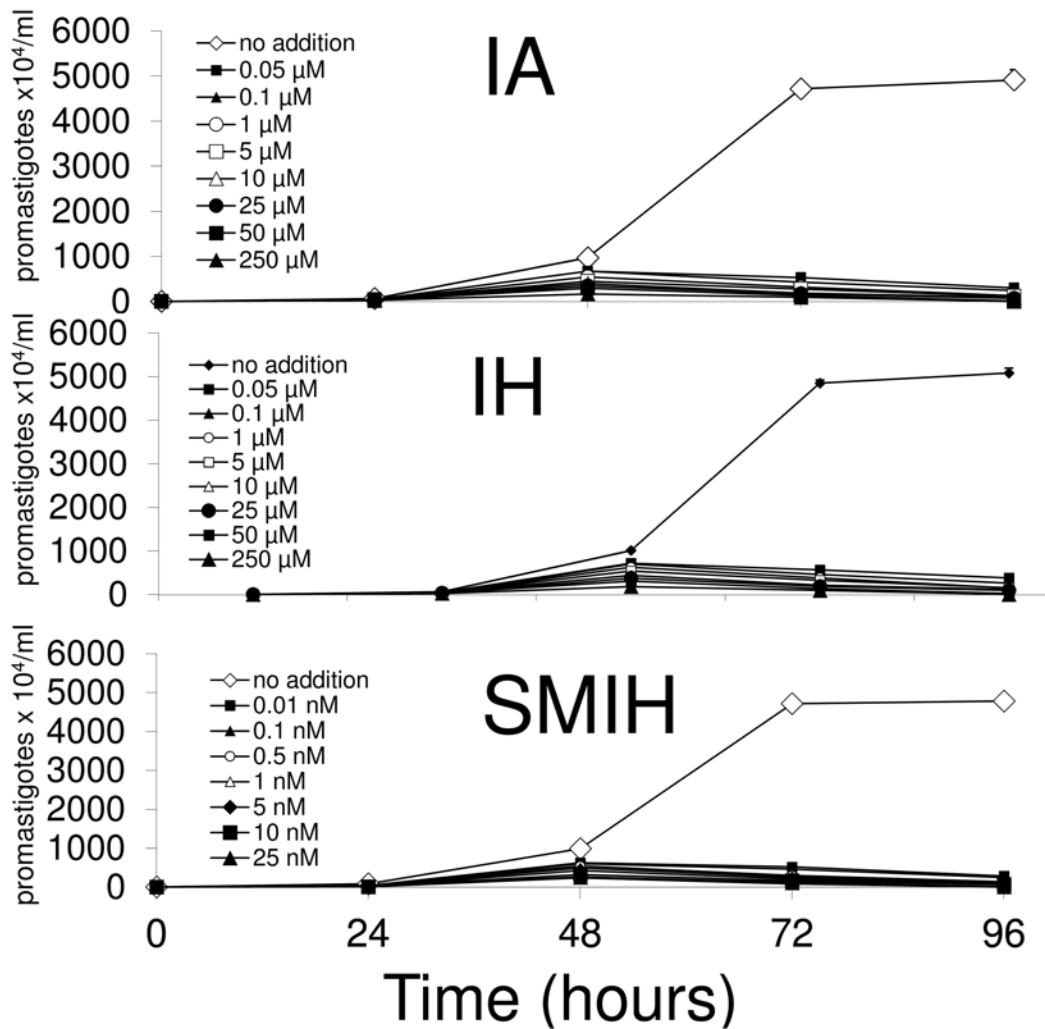 promastigotes x10⁴/ml
6000
5000
4000
3000
2000
1000
0
IA
no addition
0.05 µM
0.1 µM
1 µM
5 µM
10 µM
25 µM
50 µM
250 µM
promastigotes x10⁴/ml
6000
5000
4000
3000
2000
1000
0
IH
no addition
0.05 µM
0.1 µM
1 µM
5 µM
10 µM
25 µM
50 µM
250 µM
promastigotes x 10⁴/ml
6000
5000
4000
3000
2000
1000
0
SMIH
no addition
0.01 nM
0.1 nM
0.5 nM
1 nM
5 nM
10 nM
25 nM
0 24 48 72 96
Time (hours)